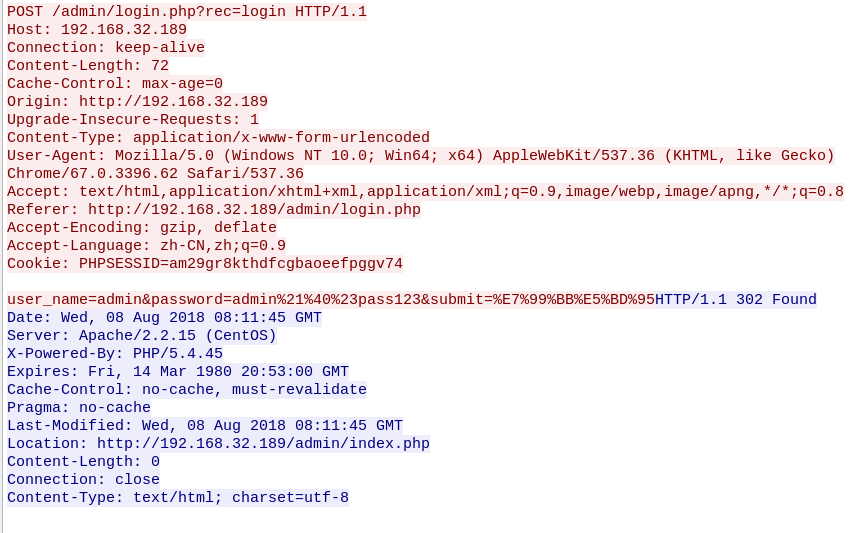 POST /admin/login.php?rec=login HTTP/1.1
Host: 192.168.32.189
Connection: keep-alive
Content-Length: 72
Cache-Control: max-age=0
Origin: http://192.168.32.189
Upgrade-Insecure-Requests: 1
Content-Type: application/x-www-form-urlencoded
User-Agent: Mozilla/5.0 (Windows NT 10.0; Win64; x64) AppleWebKit/537.36 (KHTML, like Gecko)
Chrome/67.0.3396.62 Safari/537.36
Accept: text/html,application/xhtml+xml,application/xml;q=0.9,image/webp,image/apng,*/*;q=0.8
Referer: http://192.168.32.189/admin/login.php
Accept-Encoding: gzip, deflate
Accept-Language: zh-CN,zh;q=0.9
Cookie: PHPSESSID=am29gr8kthdfcgbaoeefpggv74
user_name=admin&password=admin%21%40%23pass123&submit=%E7%99%BB%E5%BD%95HTTP/1.1 302 Found
Date: Wed, 08 Aug 2018 08:11:45 GMT
Server: Apache/2.2.15 (CentOS)
X-Powered-By: PHP/5.4.45
Expires: Fri, 14 Mar 1980 20:53:00 GMT
Cache-Control: no-cache, must-revalidate
Pragma: no-cache
Last-Modified: Wed, 08 Aug 2018 08:11:45 GMT
Location: http://192.168.32.189/admin/index.php
Content-Length: 0
Connection: close
Content-Type: text/html; charset=utf-8